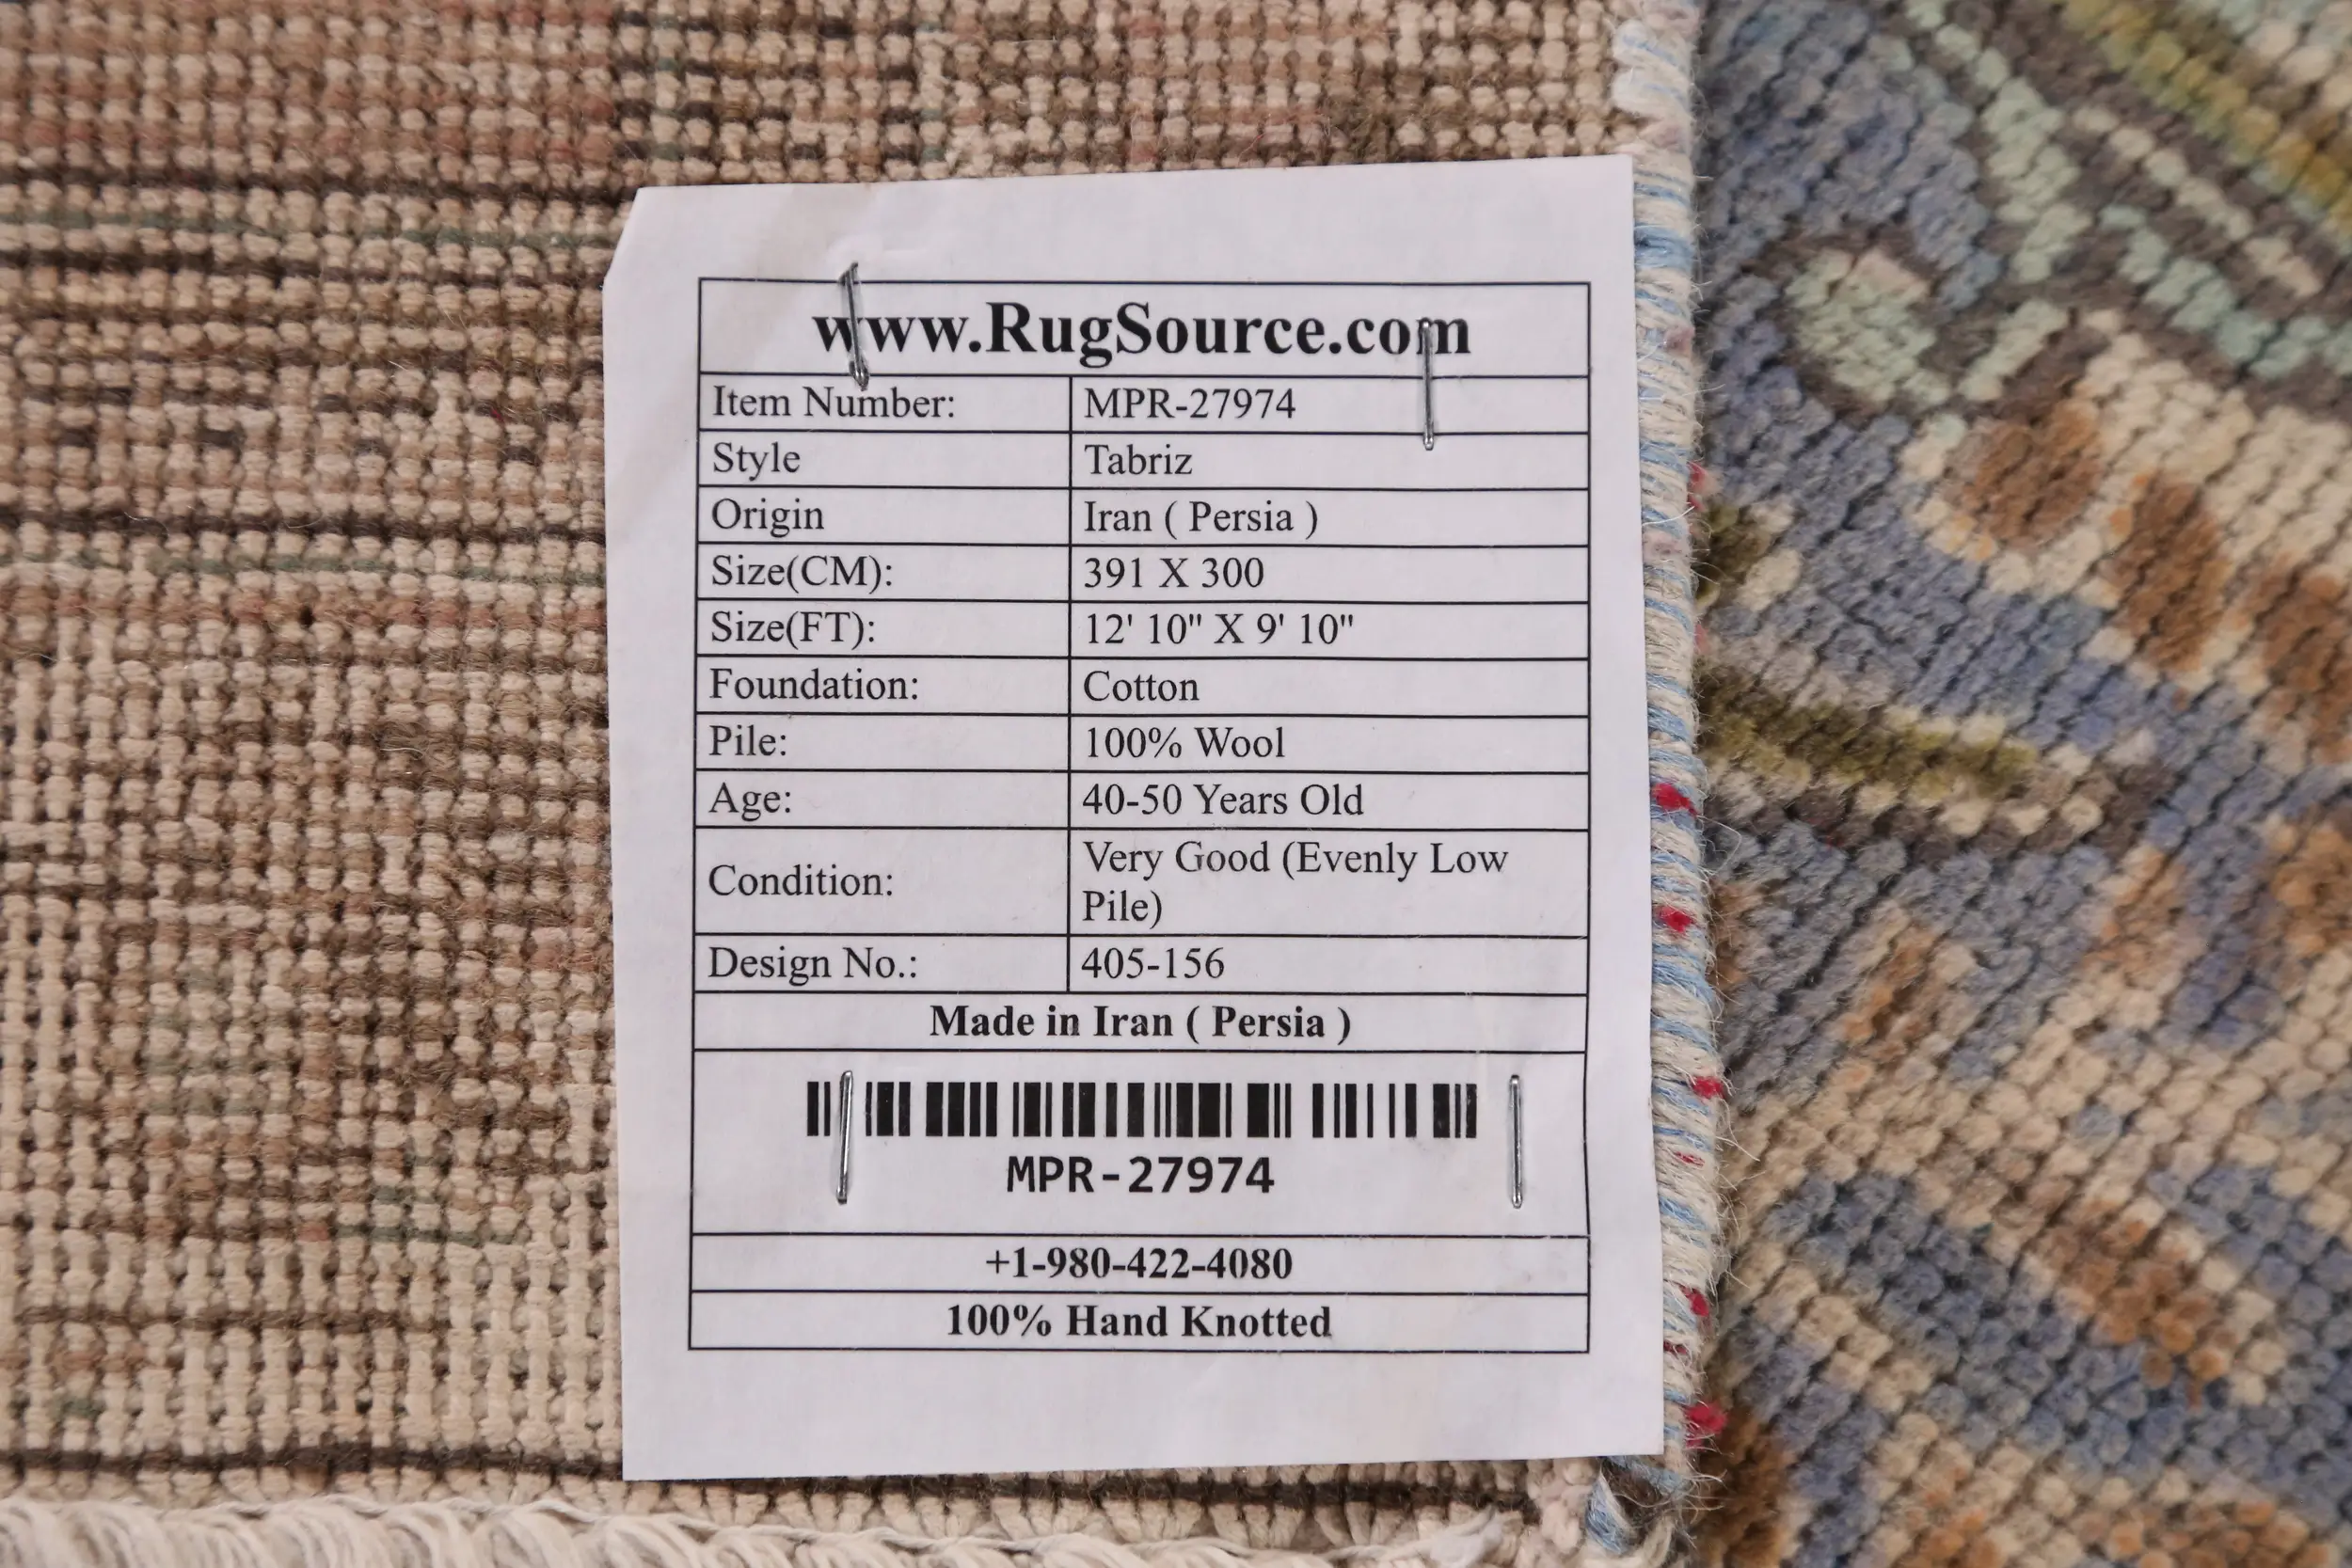 www.RugSource.com
Item Number: MPR-27974
Style Tabriz
Origin Iran ( Persia )
Size(CM): 391 X 300
Size(FT): 12' 10" X 9' 10"
Foundation: Cotton
Pile: 100% Wool
Age: 40-50 Years Old
Condition: Very Good (Evenly Low
Pile)
Design No.: 405-156
Made in Iran ( Persia )
MPR-27974
+1-980-422-4080
100% Hand Knotted